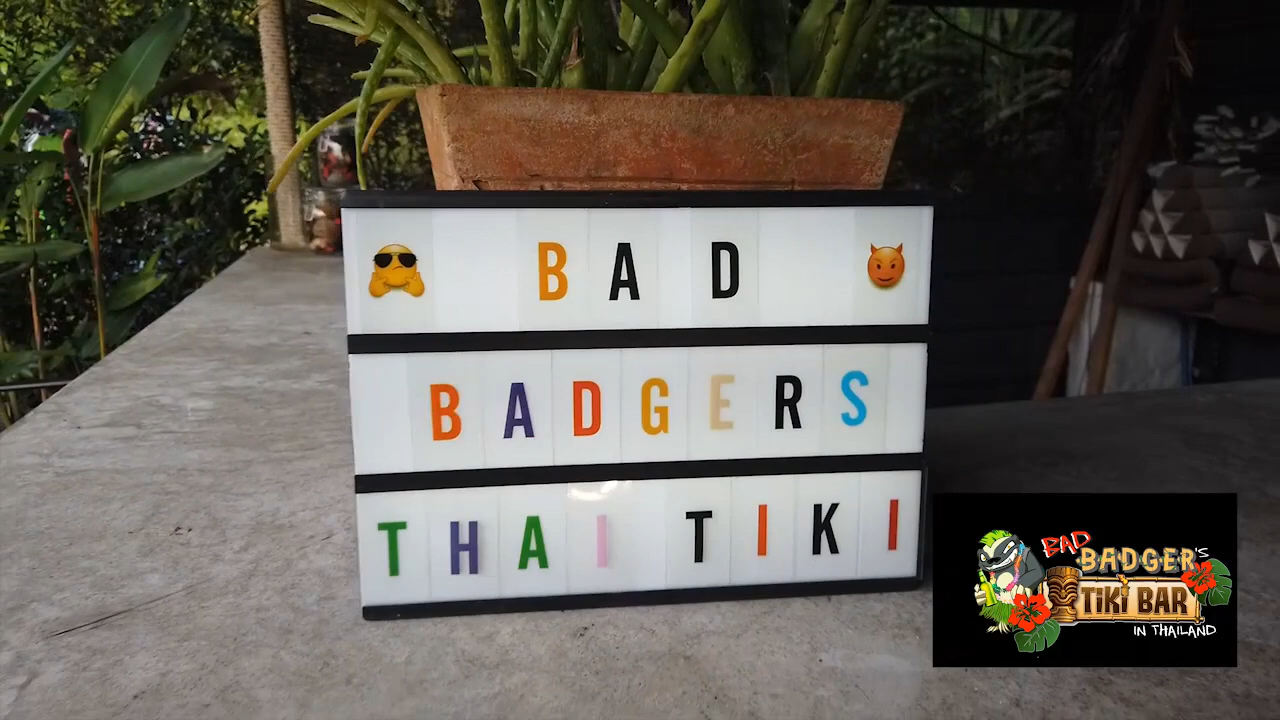 BAD
BADGERS
THAI TIKI
BAD
BADGER'S
TiKi BAR
IN THAILAND